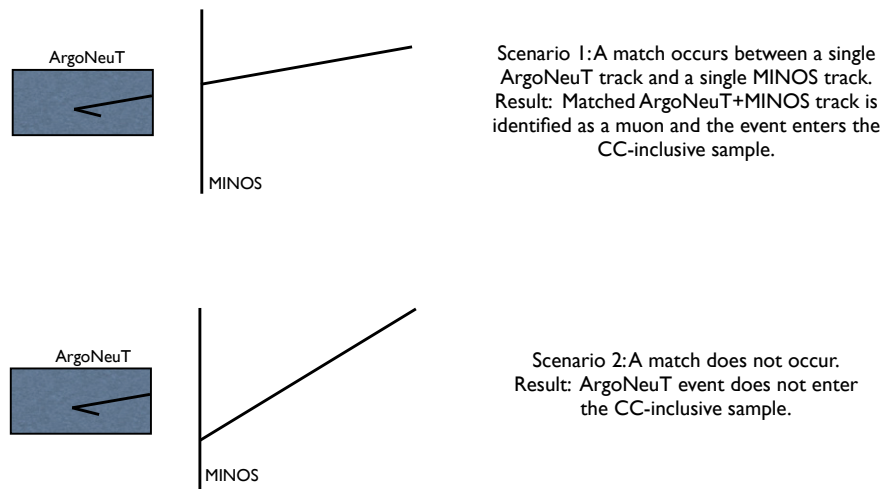 ArgoNeuT
MINOS
Scenario 1: A match occurs between a single
ArgoNeuT track and a single MINOS track.
Result: Matched ArgoNeuT+MINOS track is
identified as a muon and the event enters the
CC-inclusive sample.
ArgoNeuT
MINOS
Scenario 2: A match does not occur.
Result: ArgoNeuT event does not enter
the CC-inclusive sample.